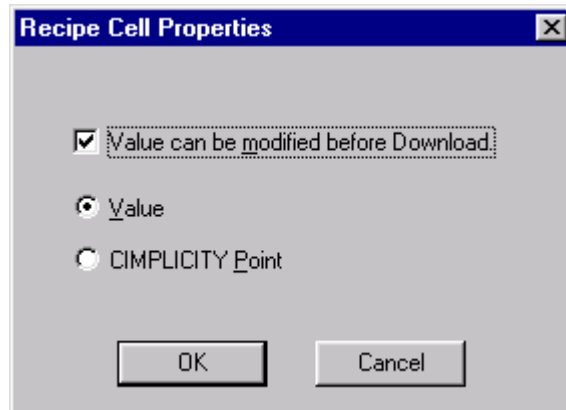 Recipe Cell Properties
Value can be modified before Download.
Value
CIMPLICITY Point
OK Cancel